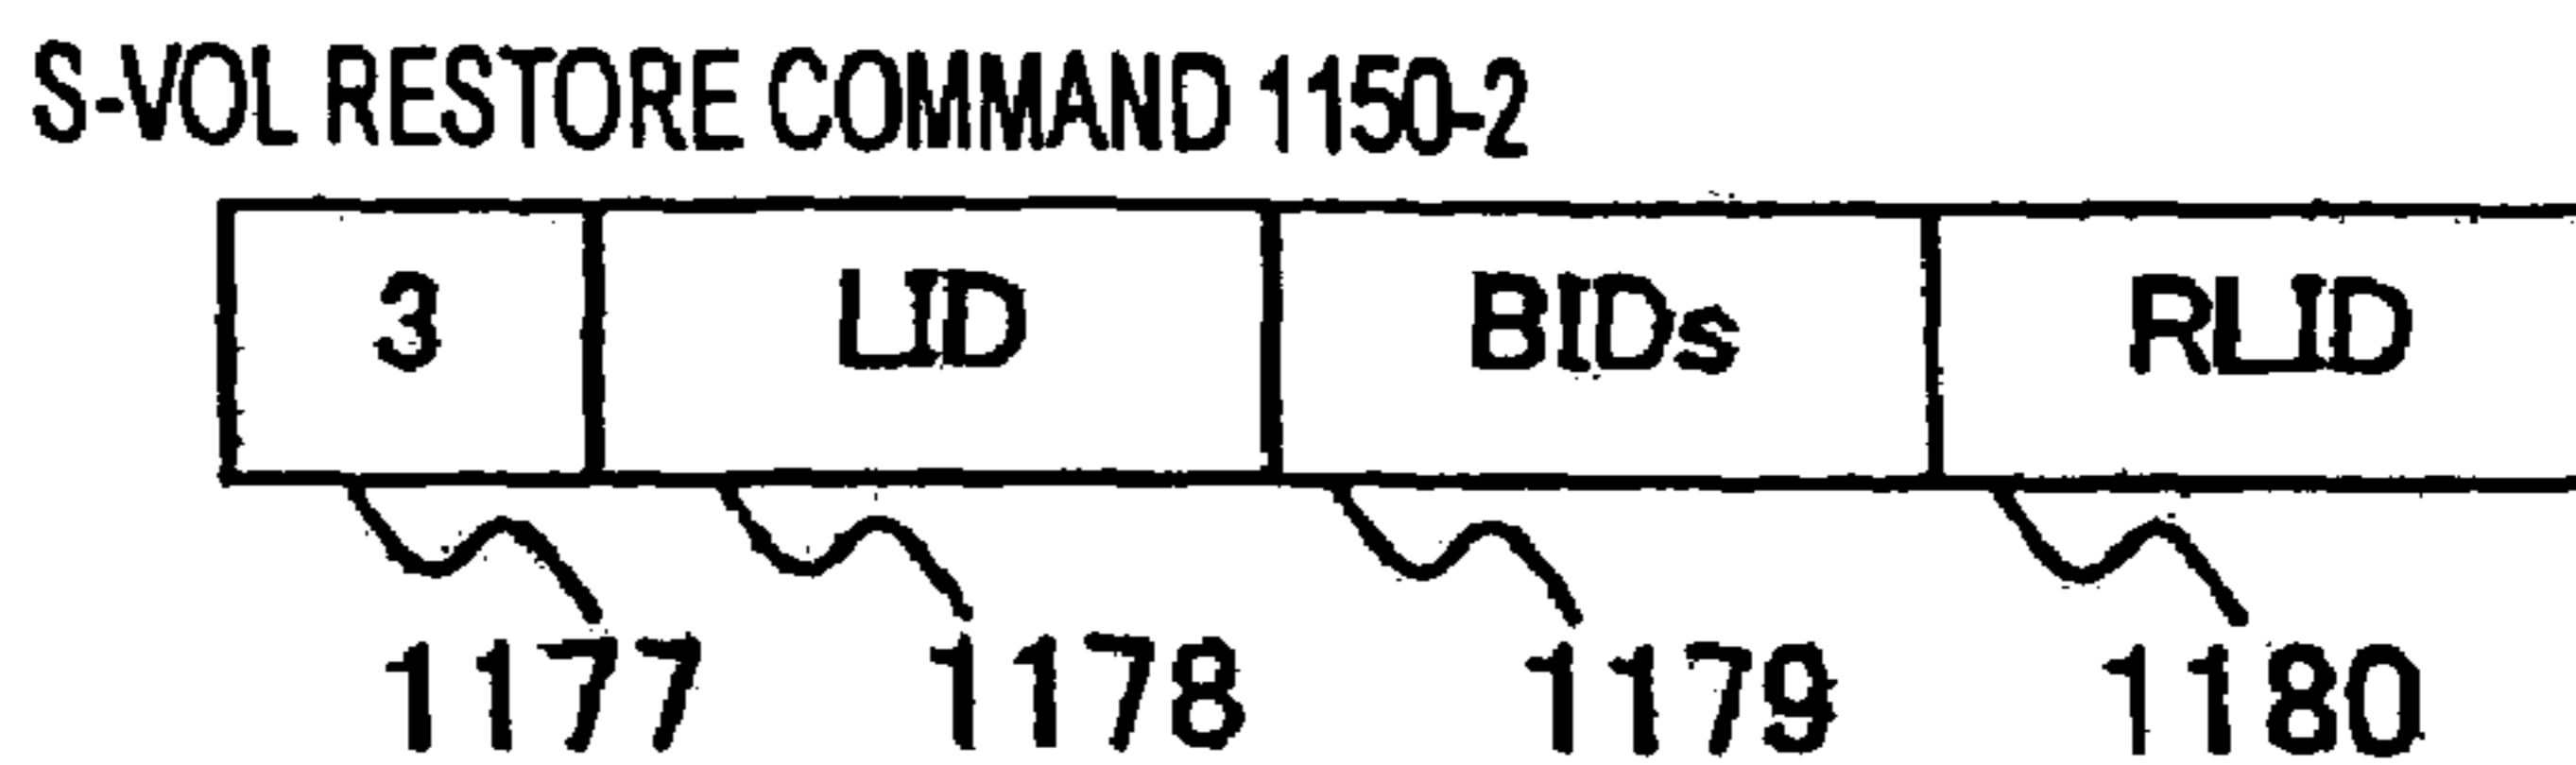 S-VOL RESTORE COMMAND 1150-2
3 LID BIDs RLID
1177 1178 1179 1180